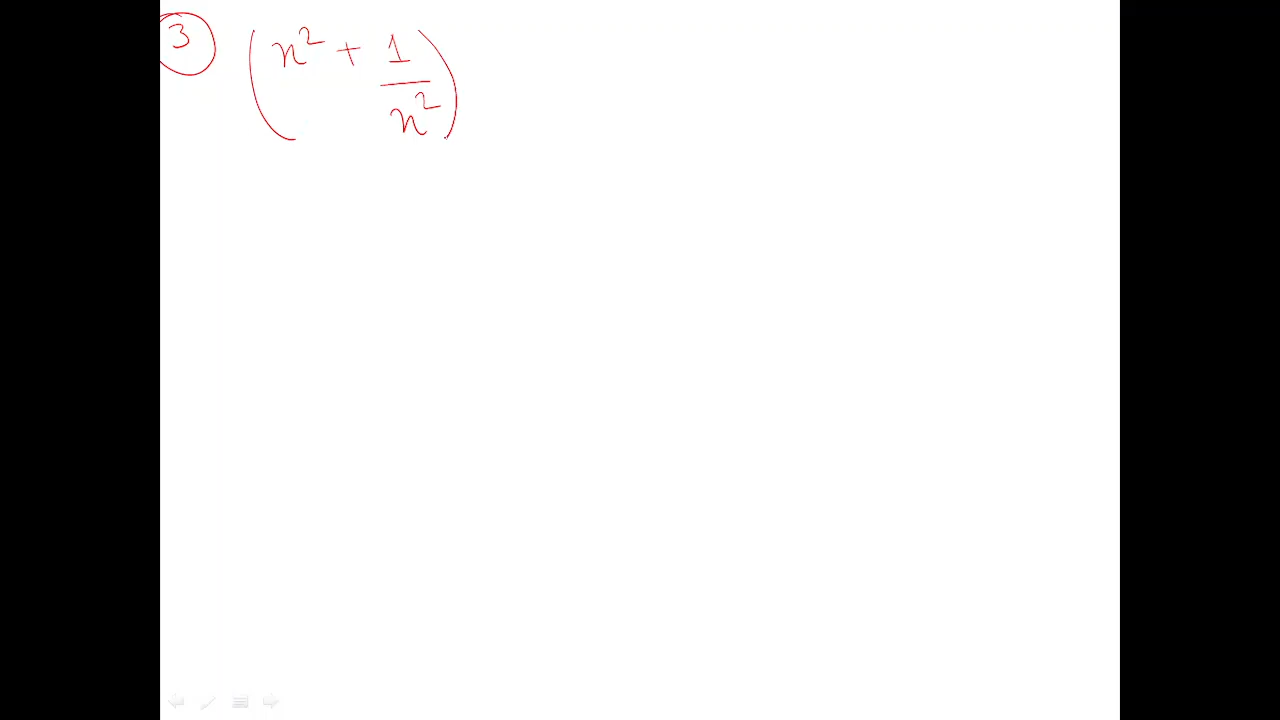 ③ (x² + 1/x²)